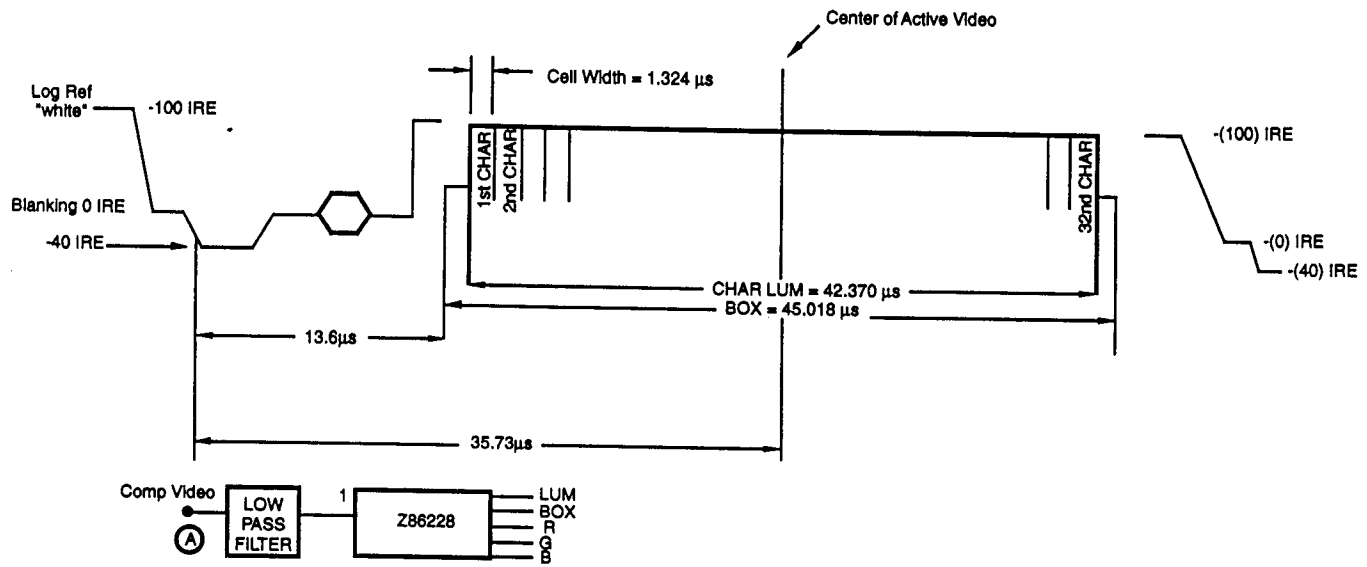 Center of Active Video
Cell Width = 1.324 µs
Log Ref
"white"
-100 IRE
-(100) IRE
1st CHAR
2nd CHAR
32nd CHAR
Blanking 0 IRE
-40 IRE
-(0) IRE
-(40) IRE
CHAR LUM = 42.370 µs
BOX = 45.018 µs
13.6µs
35.73µs
Comp Video
A
LOW
PASS
FILTER
1
Z86228
LUM
BOX
R
G
B